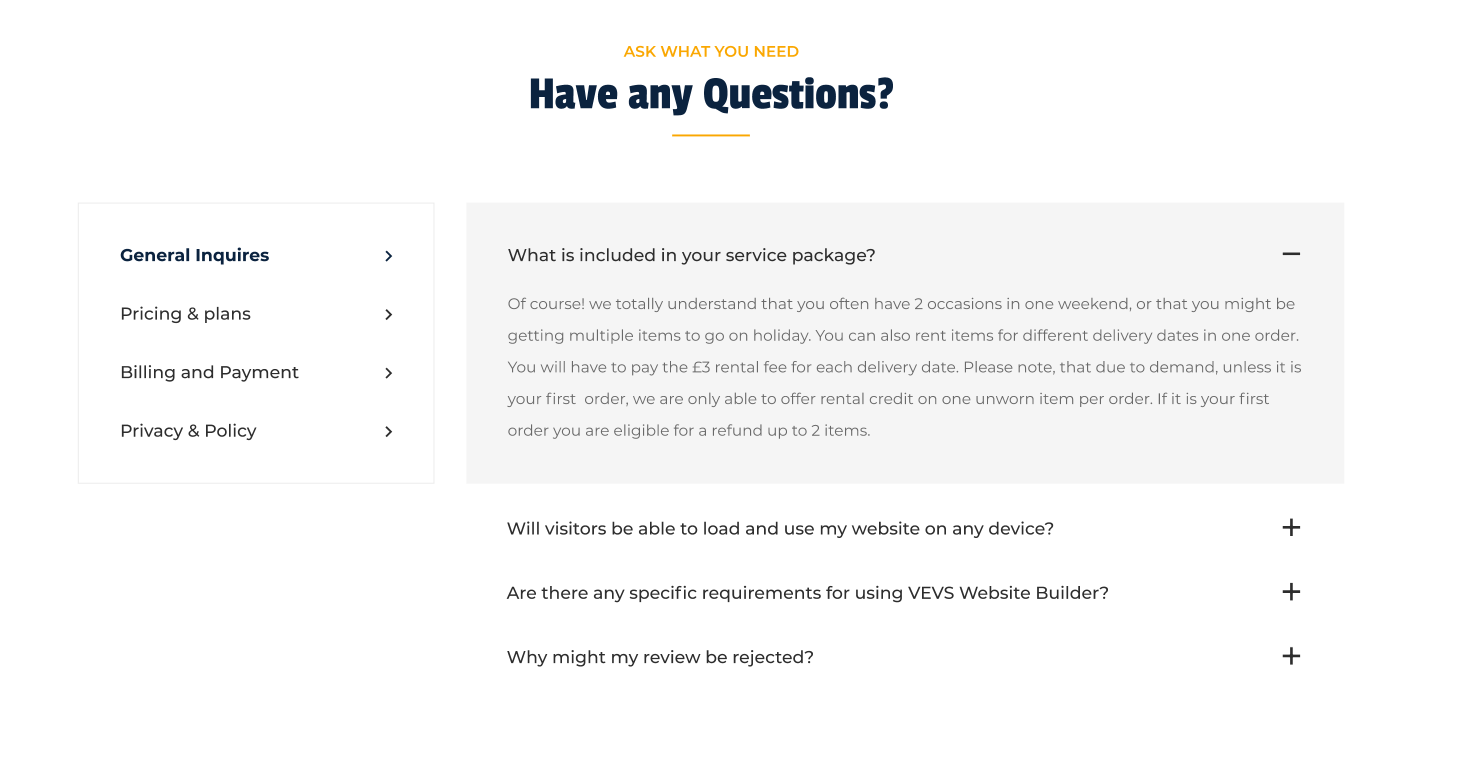 ASK WHAT YOU NEED
Have any Questions?
General Inquires
Pricing & plans
Billing and Payment
Privacy & Policy
What is included in your service package?
Of course! we totally understand that you often have 2 occasions in one weekend, or that you might be
getting multiple items to go on holiday. You can also rent items for different delivery dates in one order.
You will have to pay the £3 rental fee for each delivery date. Please note, that due to demand, unless it is
your first  order, we are only able to offer rental credit on one unworn item per order. If it is your first
order you are eligible for a refund up to 2 items.
Will visitors be able to load and use my website on any device?
Are there any specific requirements for using VEVS Website Builder?
Why might my review be rejected?